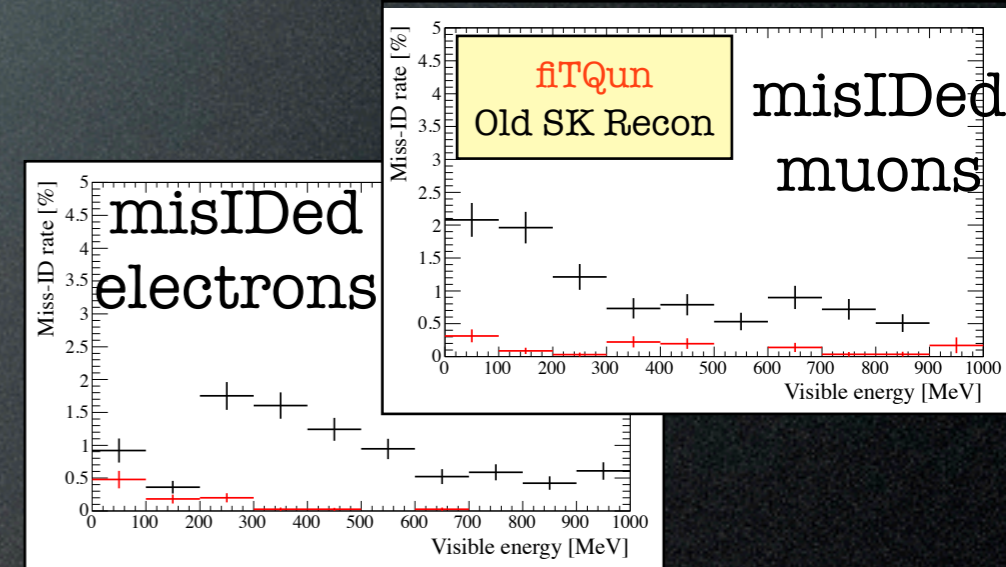 misIDed
electrons
Miss-ID rate [%]
5
4.5
4
3.5
3
2.5
2
1.5
1
0.5
0
0 100 200 300 400 500 600 700 800 900 1000
Visible energy [MeV]
fiTQun
Old SK Recon
misIDed
muons
Miss-ID rate [%]
5
4.5
4
3.5
3
2.5
2
1.5
1
0.5
0
0 100 200 300 400 500 600 700 800 900 1000
Visible energy [MeV]